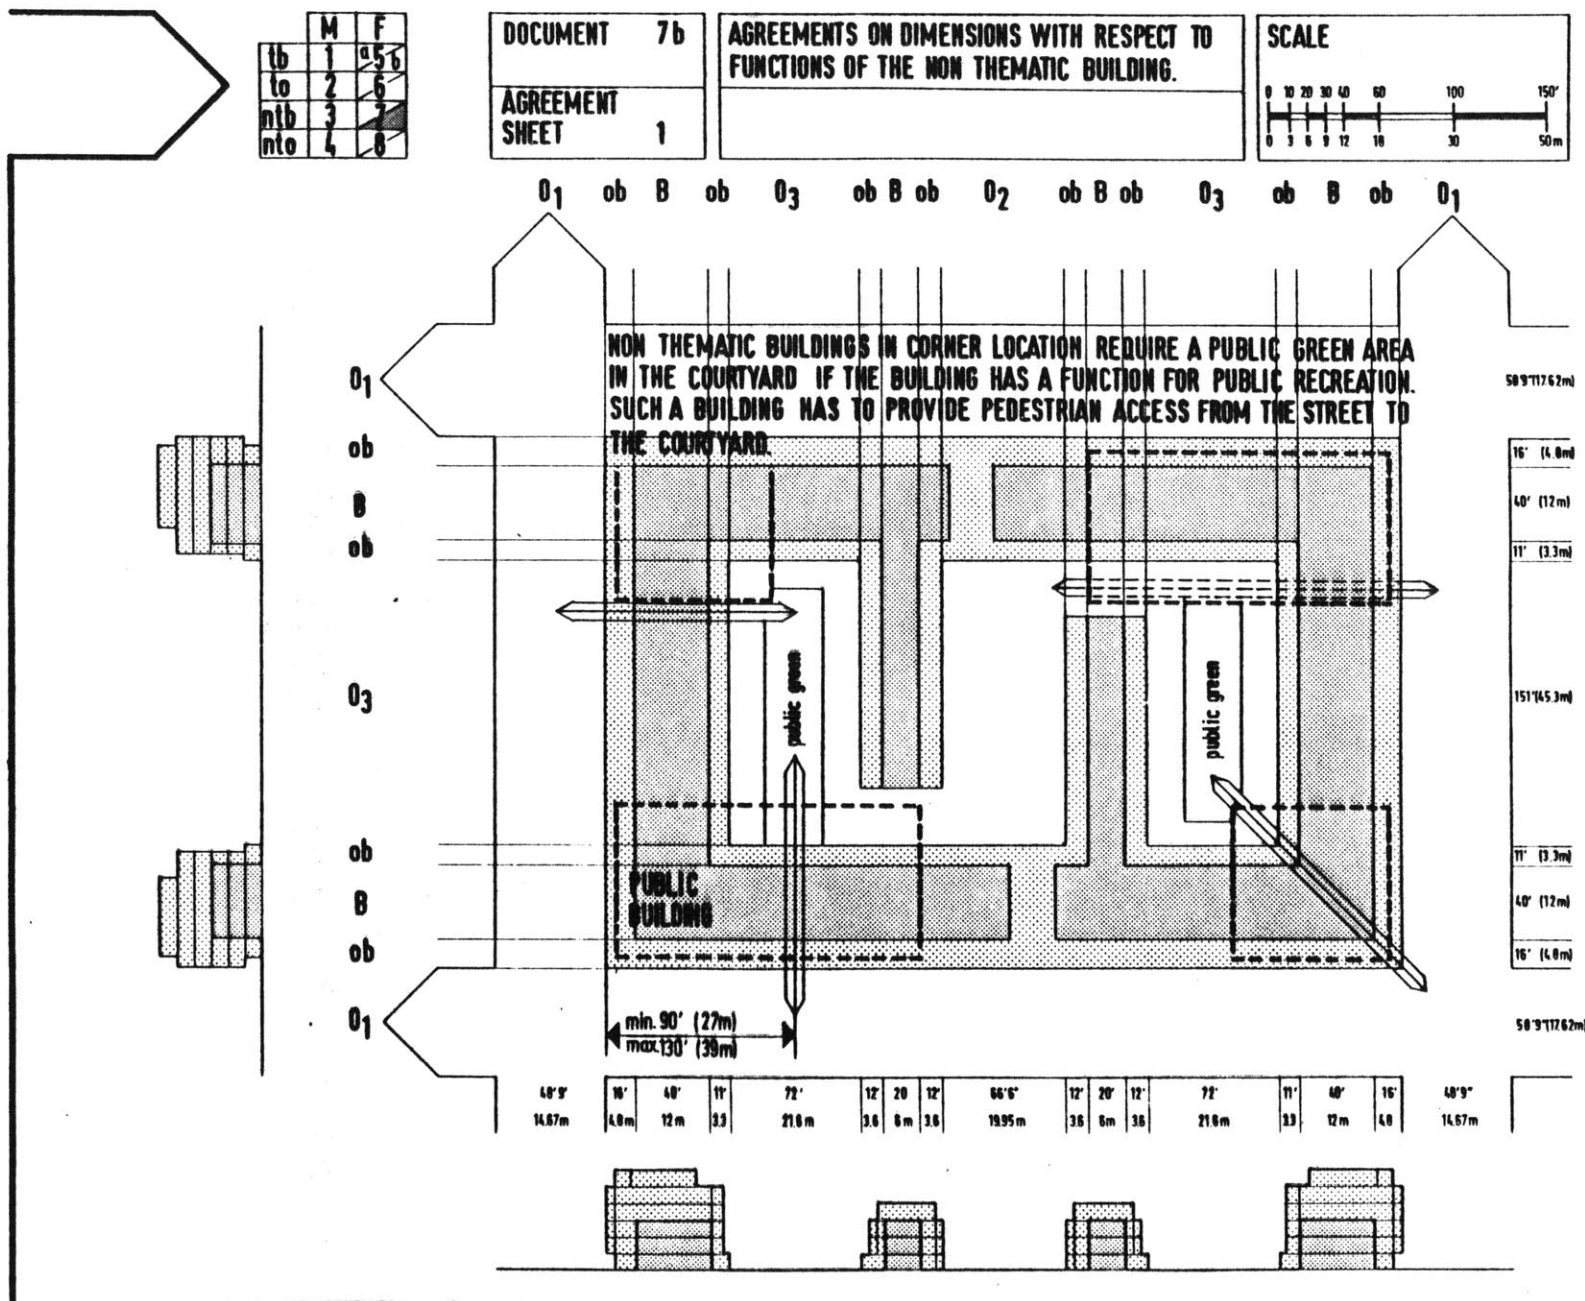 M F
tb 1 a 5 b
to 2 6
ntb 3 7
nto 4 8
DOCUMENT 7b
AGREEMENT
SHEET 1
AGREEMENTS ON DIMENSIONS WITH RESPECT TO
FUNCTIONS OF THE NON THEMATIC BUILDING.
SCALE
0 10 20 30 40 60 100 150'
0 3 6 9 12 18 30 50m
O1 ob B ob O3 ob B ob O2 ob B ob O3 ob B ob O1
NON THEMATIC BUILDINGS IN CORNER LOCATION REQUIRE A PUBLIC GREEN AREA
IN THE COURTYARD IF THE BUILDING HAS A FUNCTION FOR PUBLIC RECREATION.
SUCH A BUILDING HAS TO PROVIDE PEDESTRIAN ACCESS FROM THE STREET TO
THE COURTYARD.
O1
ob
B
ob
O3
ob
B
ob
O1
public green
public green
PUBLIC
BUILDING
min. 90' (27m)
max. 130' (39m)
58'9"(17.62m)
16' (4.8m)
40' (12m)
11' (3.3m)
151'(45.3m)
11' (3.3m)
40' (12m)
16' (4.8m)
58'9"(17.62m)
48'9" 16' 40' 11' 72' 12' 20 12' 66'6" 12' 20' 12' 72' 11' 40' 16' 48'9"
14.67m 4.8m 12m 3.3 21.6m 3.6 6m 3.6 19.95m 3.6 6m 3.6 21.6m 3.3 12m 4.8 14.67m